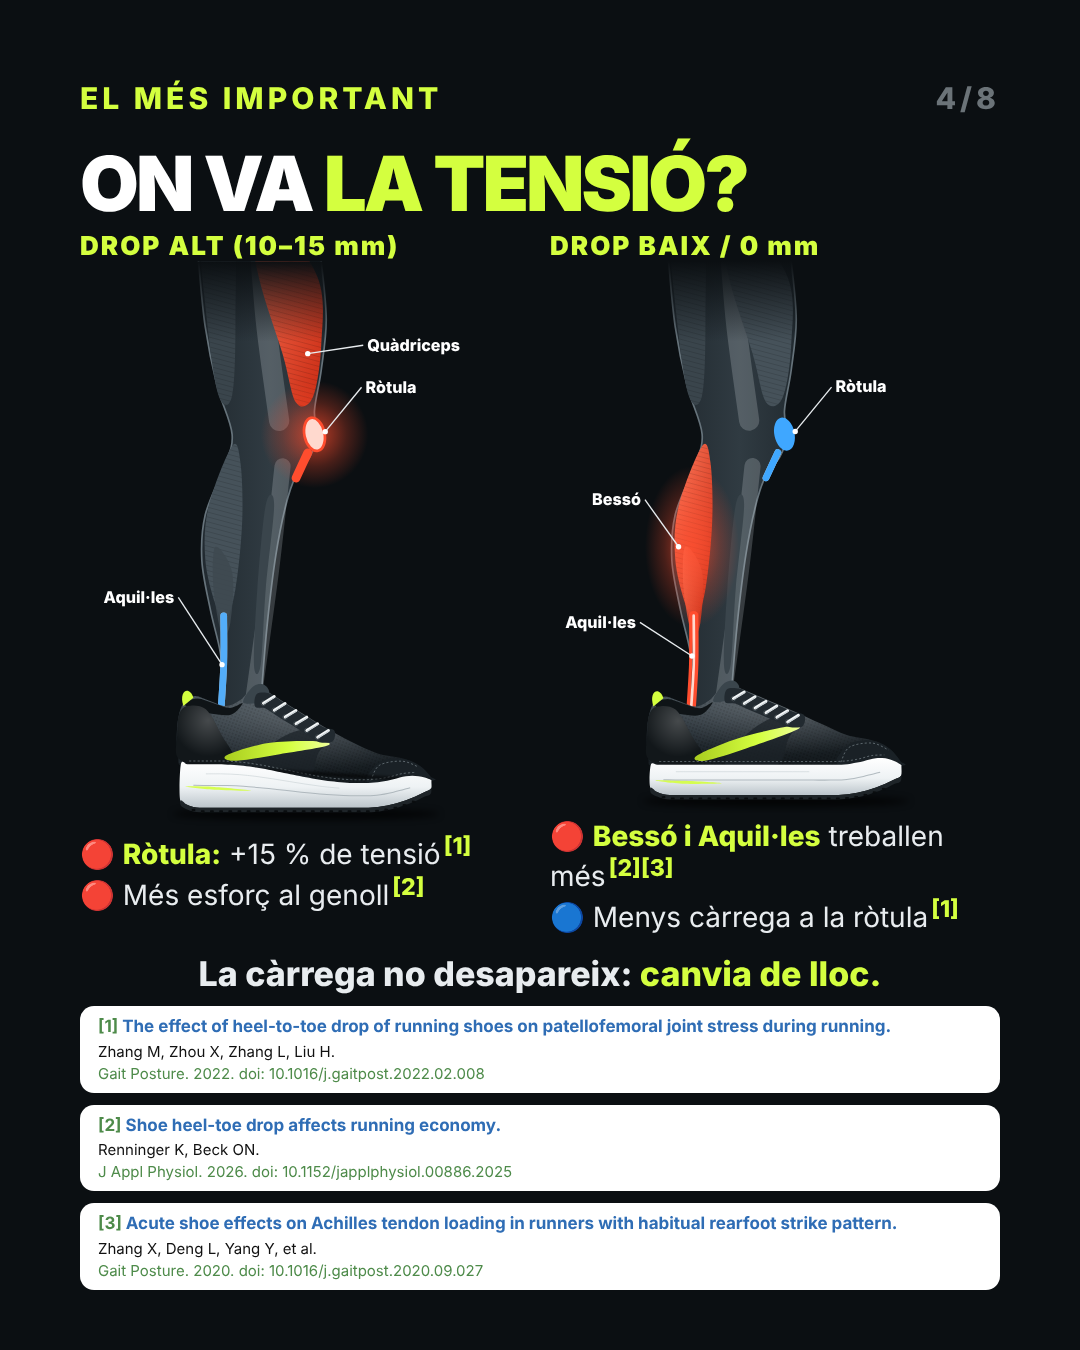 EL MÉS IMPORTANT
4/8
ON VA LA TENSIÓ?
DROP ALT (10–15 mm)
Quàdriceps
Ròtula
Aquil·les
🔴 Ròtula: +15 % de tensió[1]
🔴 Més esforç al genoll[2]
DROP BAIX / 0 mm
Ròtula
Bessó
Aquil·les
🔴 Bessó i Aquil·les treballen
més[2][3]
🔵 Menys càrrega a la ròtula[1]
La càrrega no desapareix: canvia de lloc.
[1] The effect of heel-to-toe drop of running shoes on patellofemoral joint stress during running.
Zhang M, Zhou X, Zhang L, Liu H.
Gait Posture. 2022. doi: 10.1016/j.gaitpost.2022.02.008
[2] Shoe heel-toe drop affects running economy.
Renninger K, Beck ON.
J Appl Physiol. 2026. doi: 10.1152/japplphysiol.00886.2025
[3] Acute shoe effects on Achilles tendon loading in runners with habitual rearfoot strike pattern.
Zhang X, Deng L, Yang Y, et al.
Gait Posture. 2020. doi: 10.1016/j.gaitpost.2020.09.027